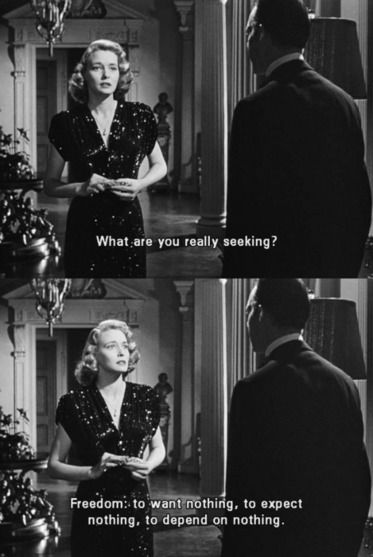 What are you really seeking?
Freedom: to want nothing, to expect
nothing, to depend on nothing.